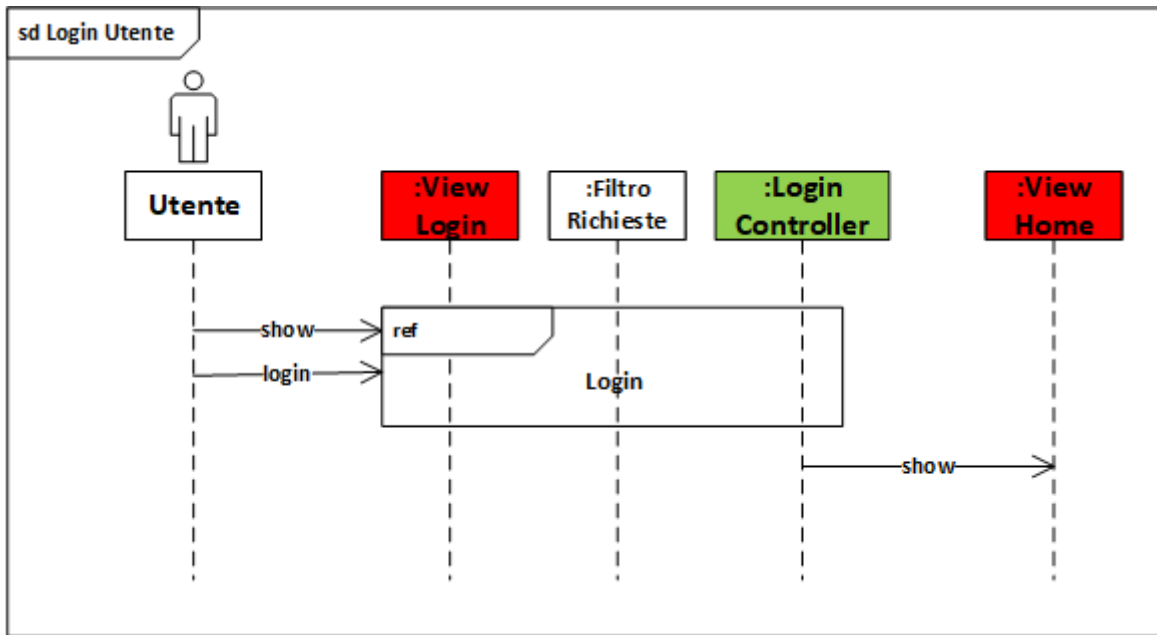 sd Login Utente
Utente
:View
Login
:Filtro
Richieste
:Login
Controller
:View
Home
show
ref
login
Login
show